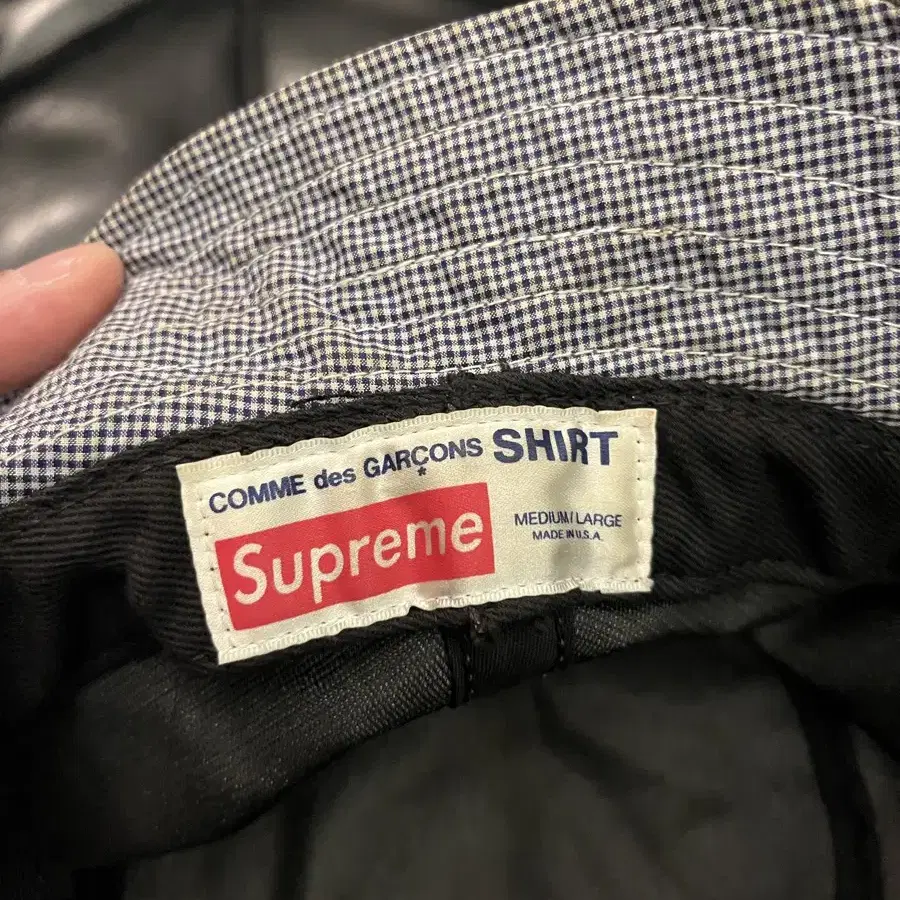 COMME des GARÇONS SHIRT
*
Supreme
MEDIUM/LARGE
MADE IN U.S.A.